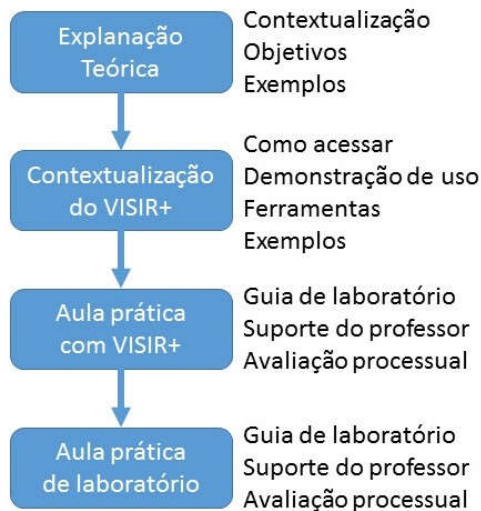 Explanação
Teórica
Contextualização
Objetivos
Exemplos
Contextualização
do VISIR+
Como acessar
Demonstração de uso
Ferramentas
Exemplos
Aula prática
com VISIR+
Guia de laboratório
Suporte do professor
Avaliação processual
Aula prática
de laboratório
Guia de laboratório
Suporte do professor
Avaliação processual